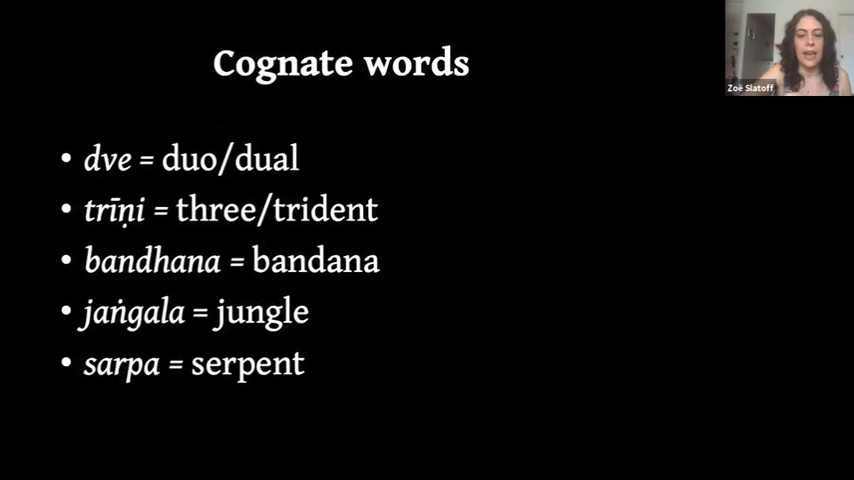 Cognate words
Zoë Slatoff
• dve = duo/dual
• trīṇi = three/trident
• bandhana = bandana
• jaṅgala = jungle
• sarpa = serpent